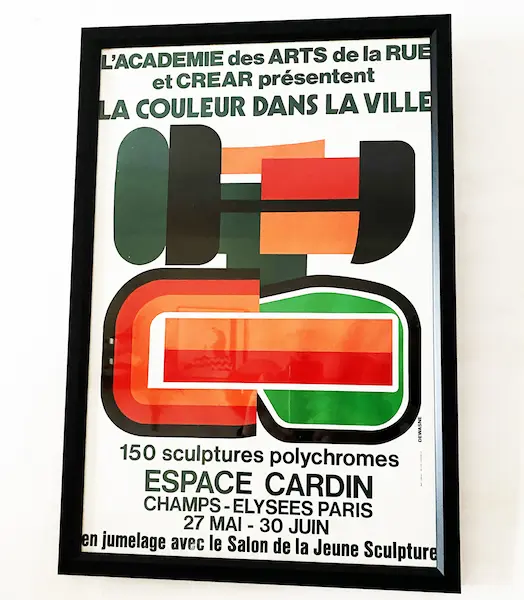 L'ACADEMIE des ARTS de la RUE
et CREAR présentent
LA COULEUR DANS LA VILLE
DEWASNE
150 sculptures polychromes
ESPACE CARDIN
CHAMPS-ELYSEES PARIS
27 MAI - 30 JUIN
en jumelage avec le Salon de la Jeune Sculpture